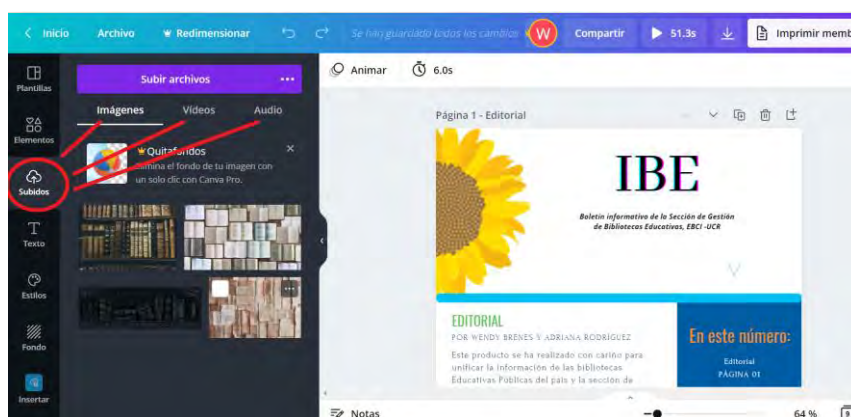 Inicio
Archivo
Redimensionar
Se han guardado todos los cambios
W
Compartir
51.3s
Imprimir memb
Plantillas
Elementos
Subidos
Texto
Estilos
Fondo
Insertar
Subir archivos
Imágenes
Vídeos
Audio
Quitafondos
Elimina el fondo de tu imagen con
un solo clic con Canva Pro.
Animar
6.0s
Página 1 - Editorial
IBE
Boletín informativo de la Sección de Gestión
de Bibliotecas Educativas, EBCI -UCR
EDITORIAL
POR WENDY BRENES Y ADRIANA RODRÍGUEZ
Este producto se ha realizado con cariño para
unificar la información de las bibliotecas
Educativas Públicas del país y la sección de
En este número:
Editorial
PÁGINA 01
Notas
64 %